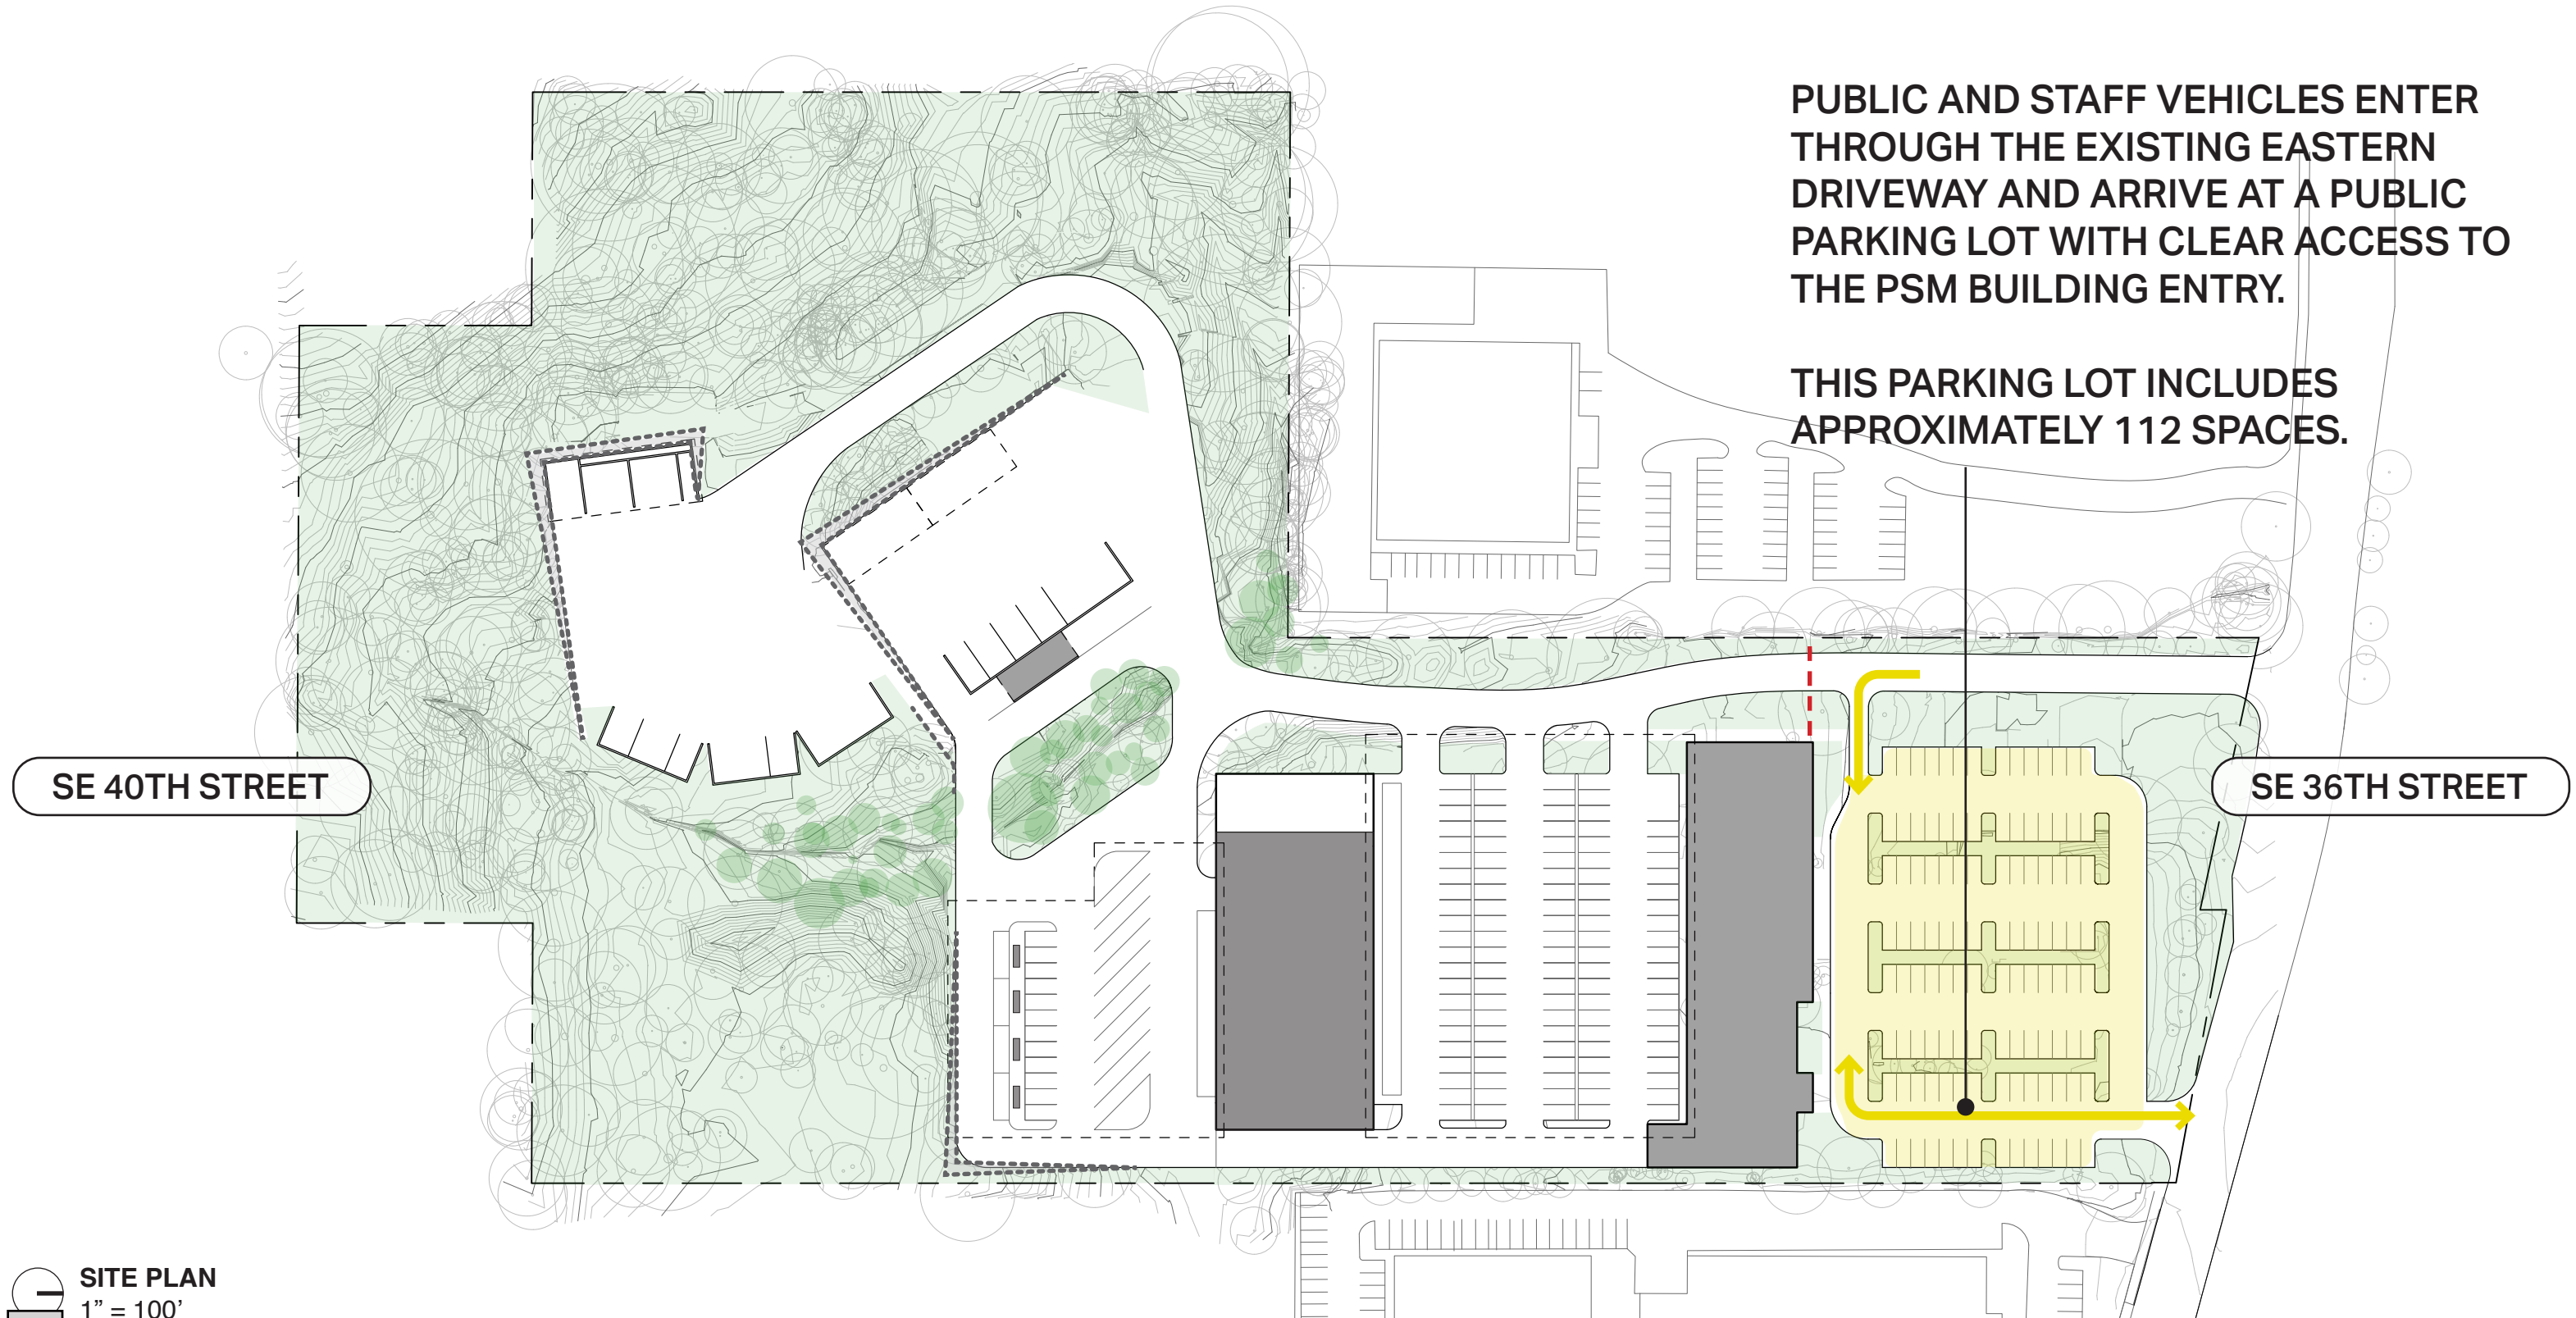 PUBLIC AND STAFF VEHICLES ENTER
THROUGH THE EXISTING EASTERN
DRIVEWAY AND ARRIVE AT A PUBLIC
PARKING LOT WITH CLEAR ACCESS TO
THE PSM BUILDING ENTRY.
THIS PARKING LOT INCLUDES
APPROXIMATELY 112 SPACES.
SE 40TH STREET
SE 36TH STREET
SITE PLAN
1” = 100’